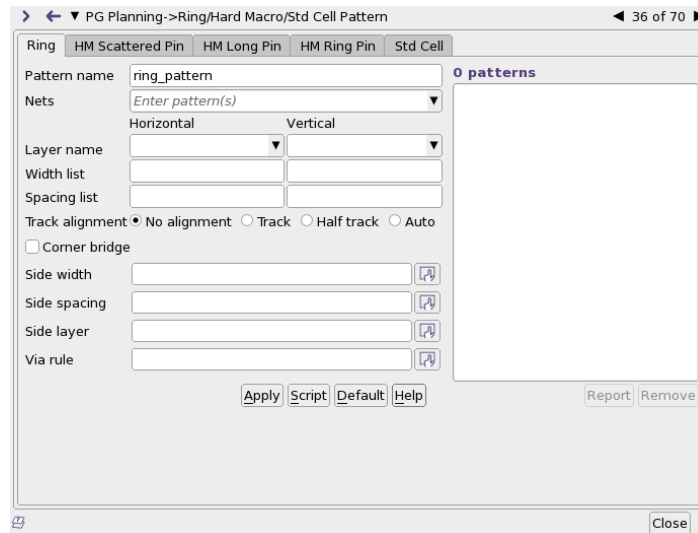 PG Planning->Ring/Hard Macro/Std Cell Pattern 36 of 70
Ring HM Scattered Pin HM Long Pin HM Ring Pin Std Cell
Pattern name ring_pattern 0 patterns
Nets Enter pattern(s)
Horizontal Vertical
Layer name
Width list
Spacing list
Track alignment No alignment Track Half track Auto
Corner bridge
Side width
Side spacing
Side layer
Via rule
Apply Script Default Help Report Remove
Close